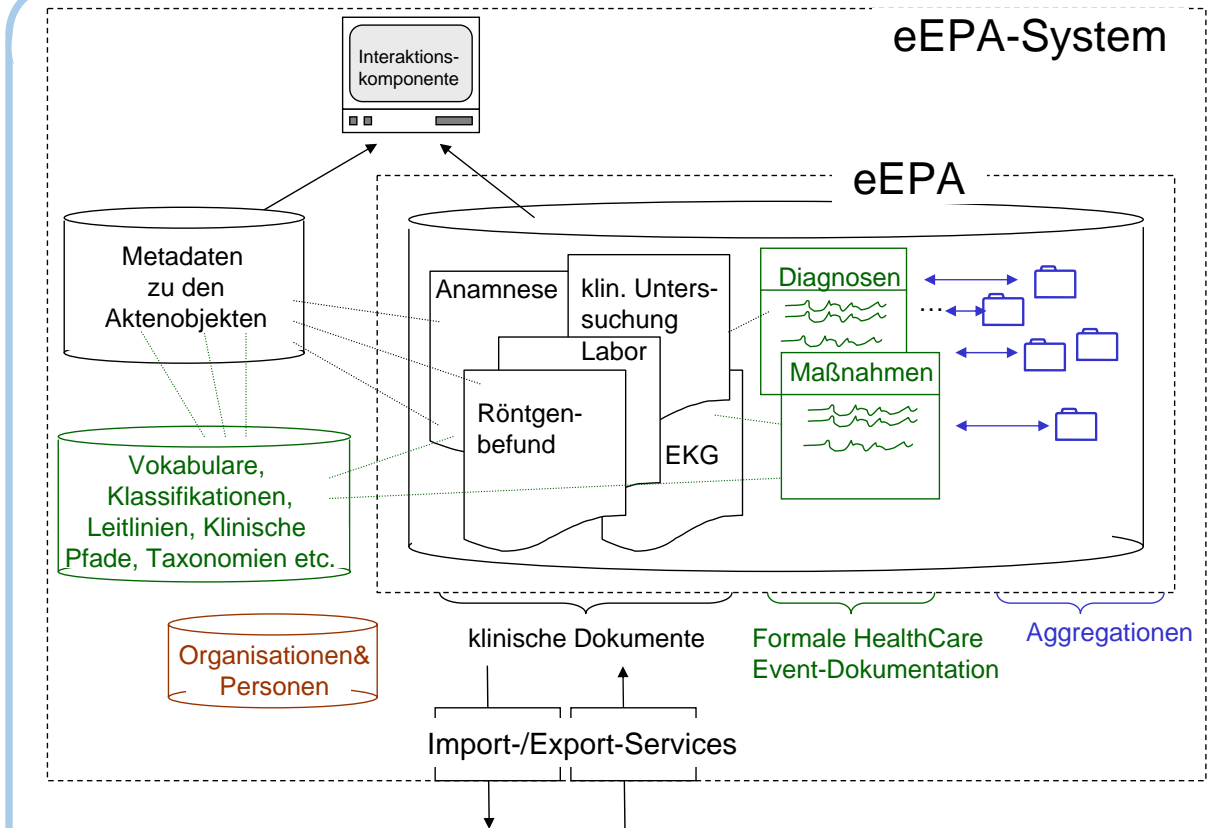 eEPA-System
Interaktions-
komponente
eEPA
Metadaten
zu den
Aktenobjekten
Anamnese
klin. Unters-
suchung
Labor
Röntgen-
befund
EKG
Diagnosen
...
Maßnahmen
Vokabulare,
Klassifikationen,
Leitlinien, Klinische
Pfade, Taxonomien etc.
Organisationen&
Personen
klinische Dokumente
Formale HealthCare
Event-Dokumentation
Aggregationen
Import-/Export-Services